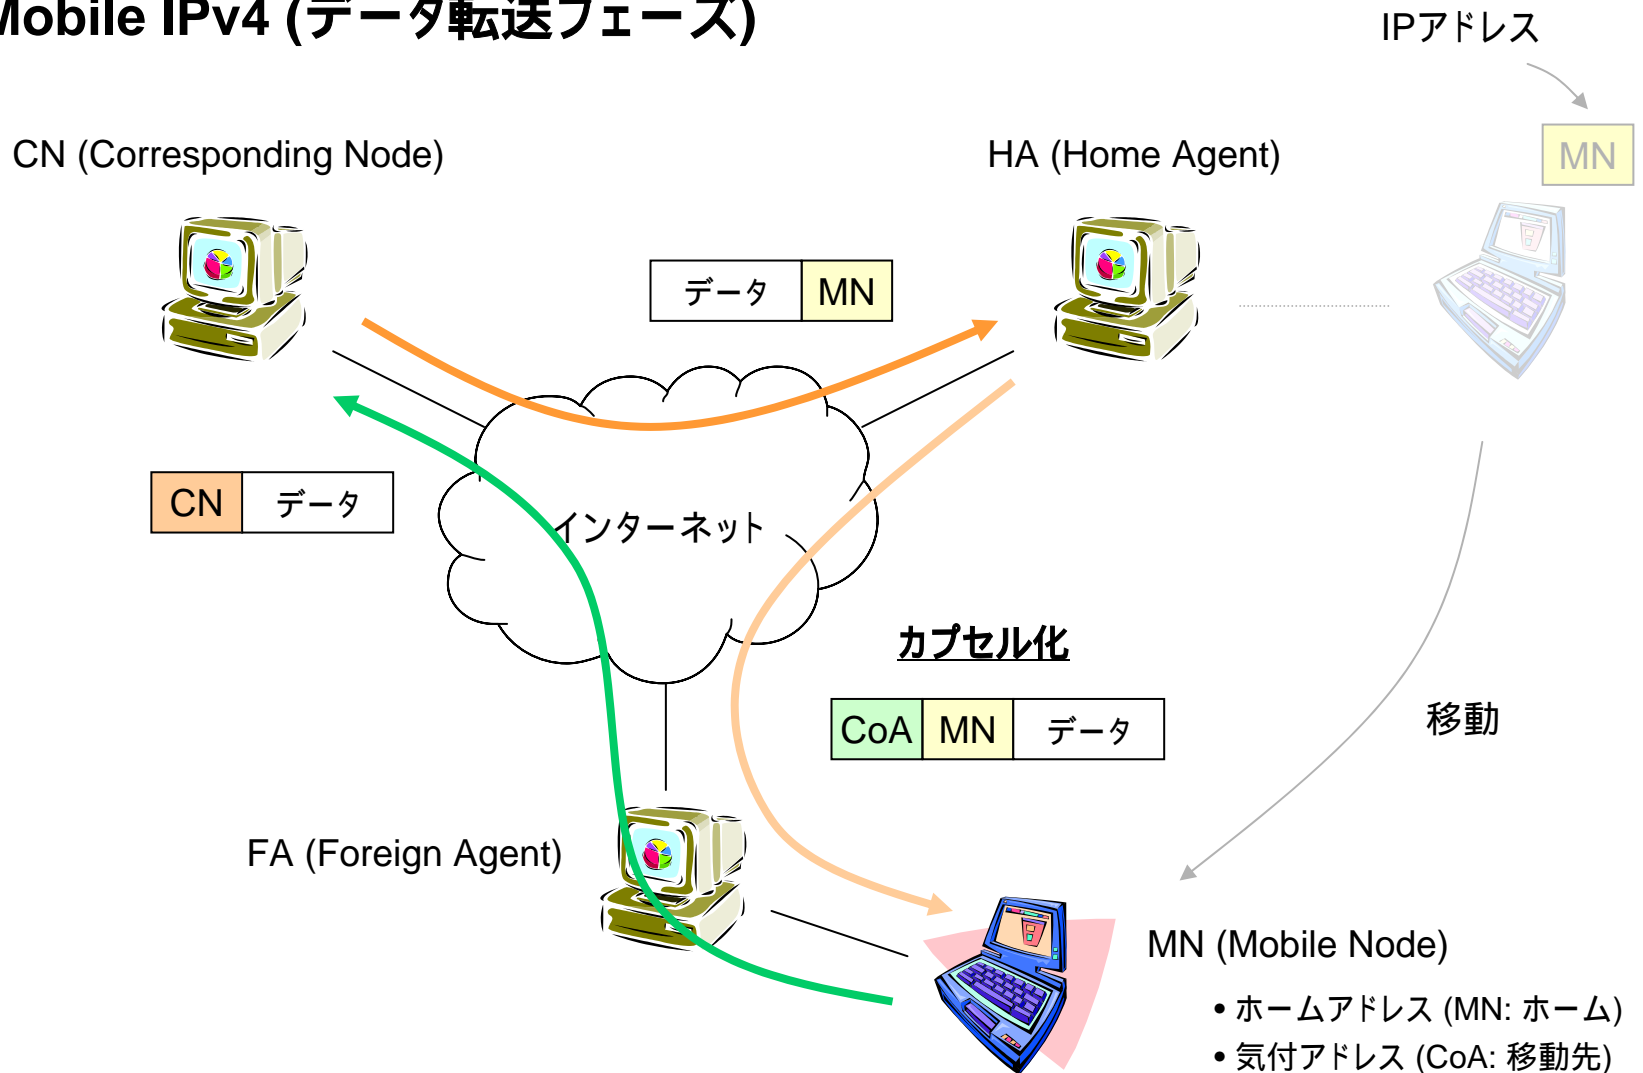 Mobile IPv4 (データ転送フェーズ)
IPアドレス
CN (Corresponding Node)
HA (Home Agent)
MN
データ MN
CN データ
インターネット
カプセル化
CoA MN データ
移動
FA (Foreign Agent)
MN (Mobile Node)
• ホームアドレス (MN: ホーム)
• 気付アドレス (CoA: 移動先)